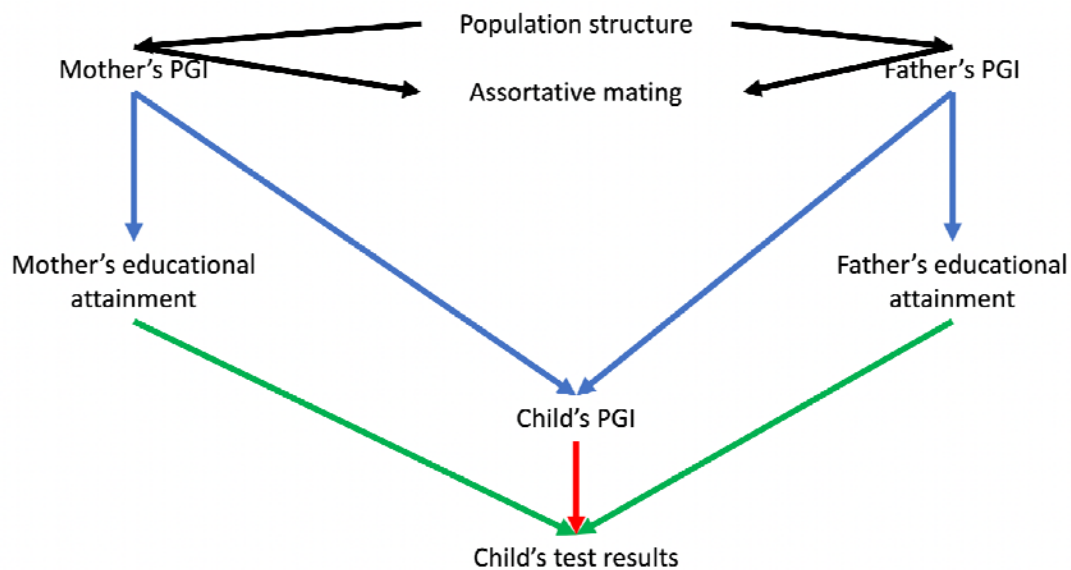 Population structure
Mother’s PGI
Father’s PGI
Assortative mating
Mother’s educational
attainment
Father’s educational
attainment
Child’s PGI
Child’s test results